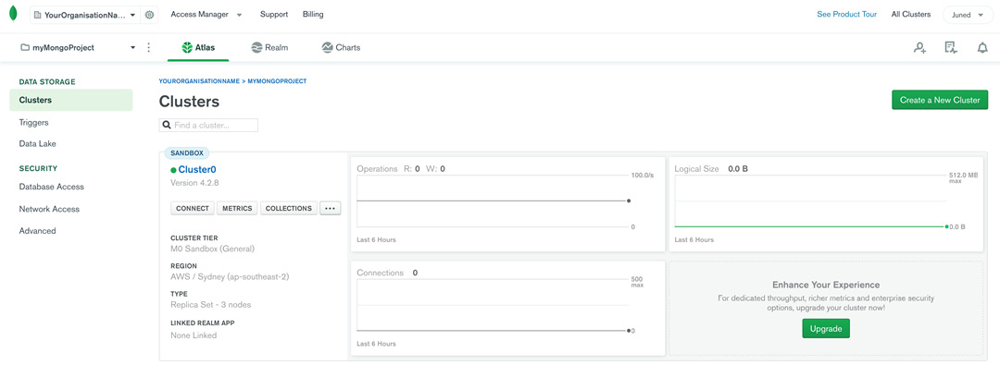 YourOrganisationNa... Access Manager Support Billing See Product Tour All Clusters Juned
myMongoProject Atlas Realm Charts
DATA STORAGE
Clusters
Triggers
Data Lake
SECURITY
Database Access
Network Access
Advanced
YOURORGANISATIONNAME > MYMONGOPROJECT
Clusters
Create a New Cluster
Find a cluster...
SANDBOX
Cluster0
Version 4.2.8
CONNECT METRICS COLLECTIONS ...
CLUSTER TIER
M0 Sandbox (General)
REGION
AWS / Sydney (ap-southeast-2)
TYPE
Replica Set - 3 nodes
LINKED REALM APP
None Linked
Operations R: 0 W: 0
100.0/s
0
Last 6 Hours
Logical Size 0.0 B
512.0 MB
max
0.0 B
Last 6 Hours
Connections 0
500
max
0
Last 6 Hours
Enhance Your Experience
For dedicated throughput, richer metrics and enterprise security
options, upgrade your cluster now!
Upgrade